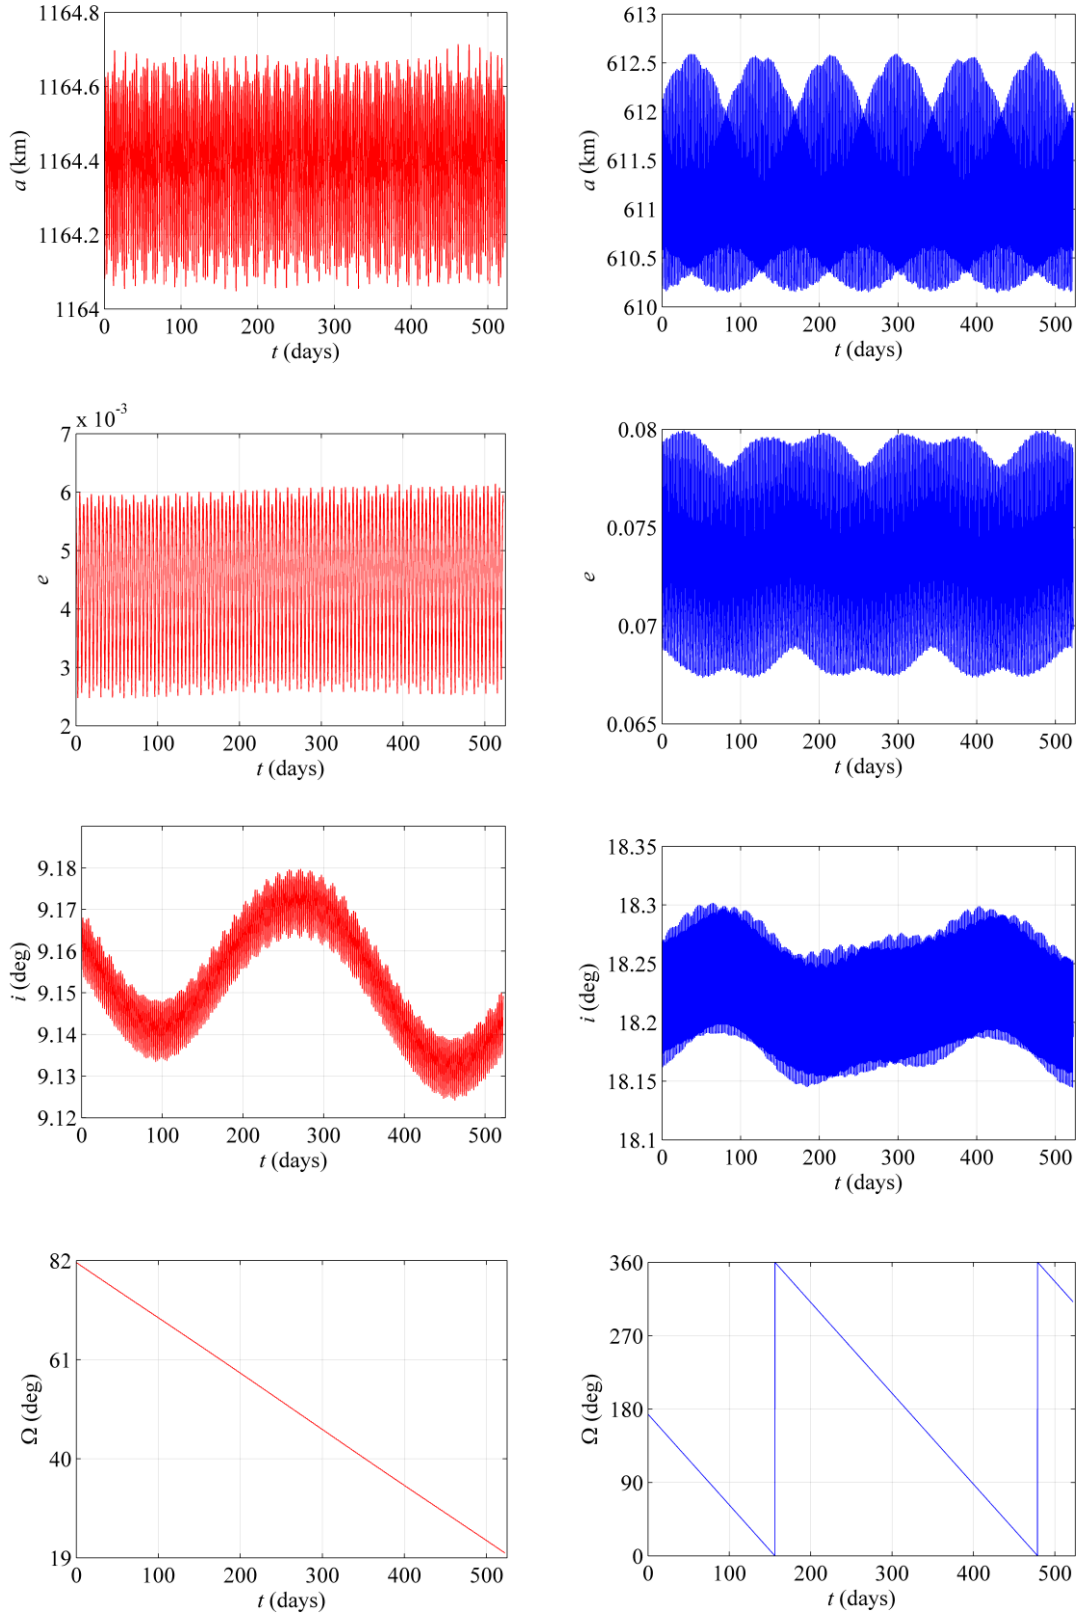 1164.8
1164.6
1164.4
1164.2
1164
a (km)
0 100 200 300 400 500
t (days)
613
612.5
612
611.5
611
610.5
610
a (km)
0 100 200 300 400 500
t (days)
x 10⁻³
7
6
5
4
3
2
e
0 100 200 300 400 500
t (days)
0.08
0.075
0.07
0.065
e
0 100 200 300 400 500
t (days)
9.18
9.17
9.16
9.15
9.14
9.13
9.12
i (deg)
0 100 200 300 400 500
t (days)
18.35
18.3
18.25
18.2
18.15
18.1
i (deg)
0 100 200 300 400 500
t (days)
82
61
40
19
Ω (deg)
0 100 200 300 400 500
t (days)
360
270
180
90
0
Ω (deg)
0 100 200 300 400 500
t (days)